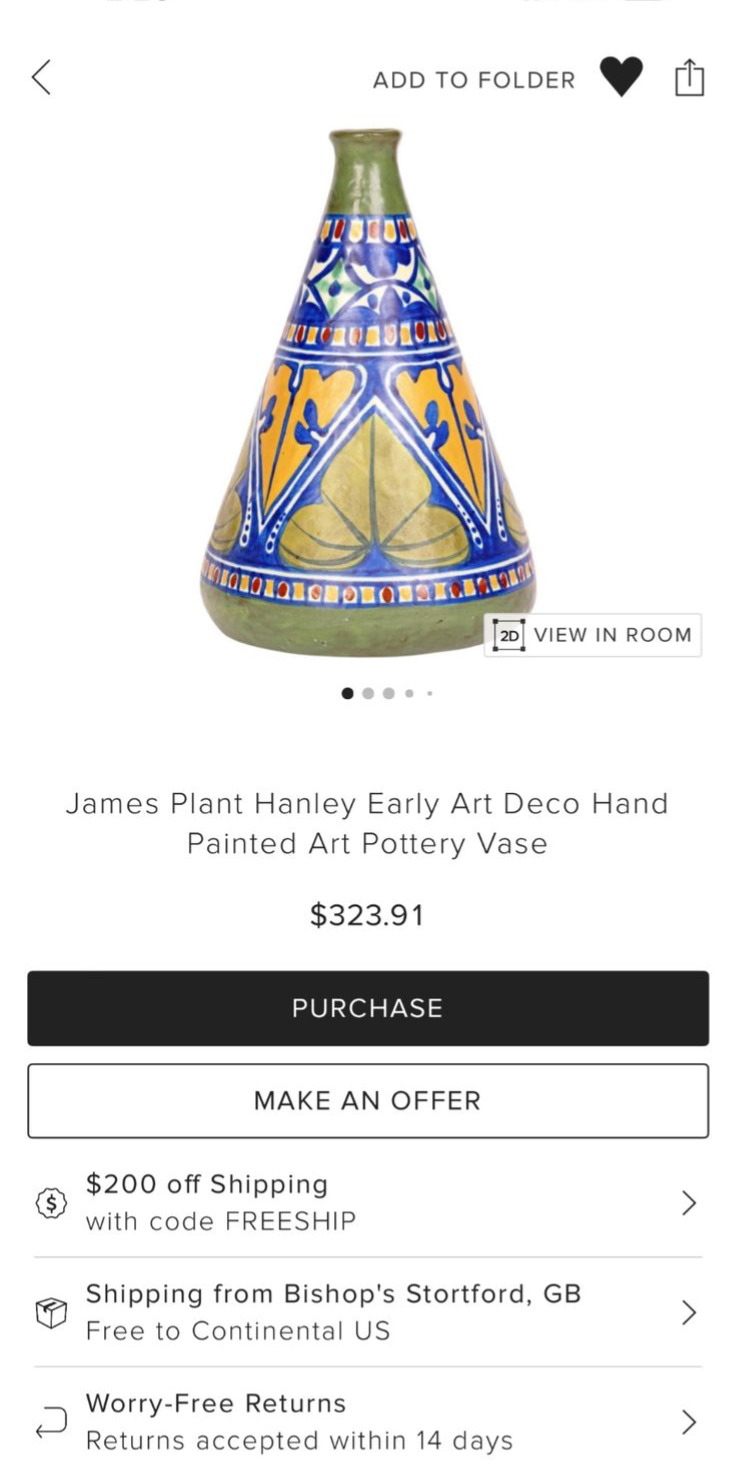 ADD TO FOLDER
2D VIEW IN ROOM
James Plant Hanley Early Art Deco Hand
Painted Art Pottery Vase
$323.91
PURCHASE
MAKE AN OFFER
$200 off Shipping
with code FREESHIP
Shipping from Bishop's Stortford, GB
Free to Continental US
Worry-Free Returns
Returns accepted within 14 days